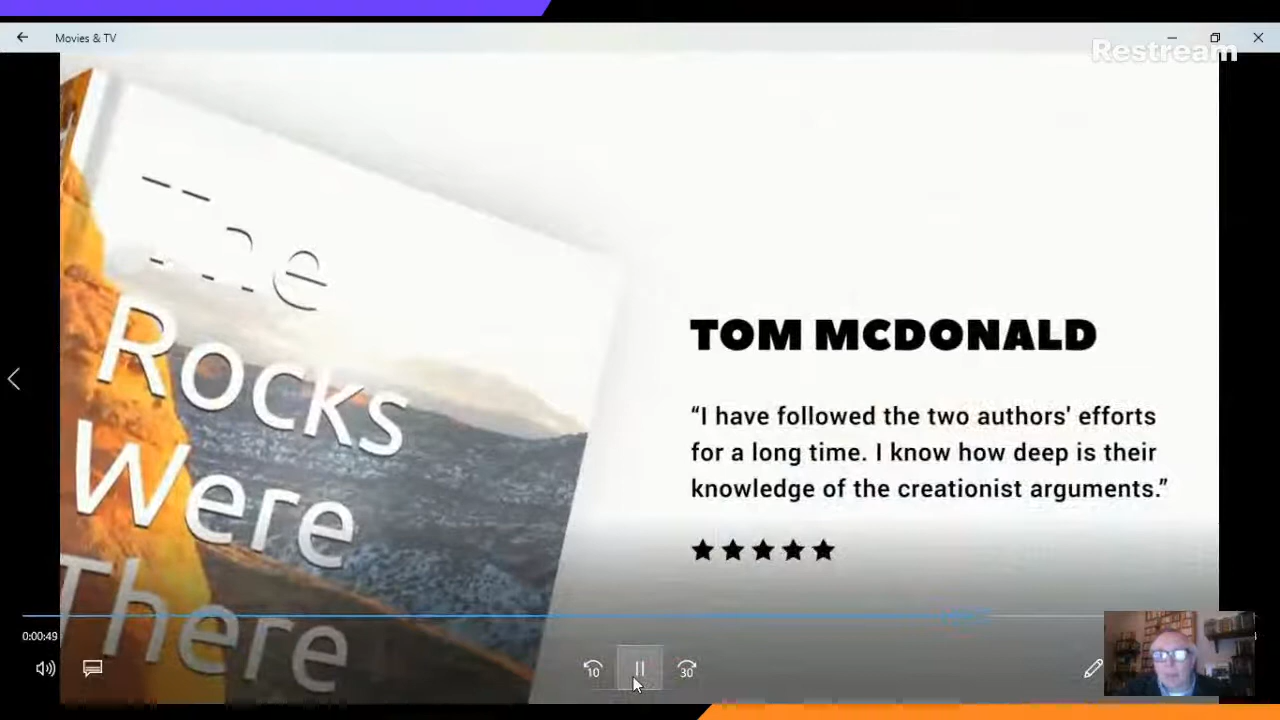 Movies & TV
Restream
The
Rocks
Were
There
TOM MCDONALD
“I have followed the two authors' efforts
for a long time. I know how deep is their
knowledge of the creationist arguments.”
0:00:49
10
30